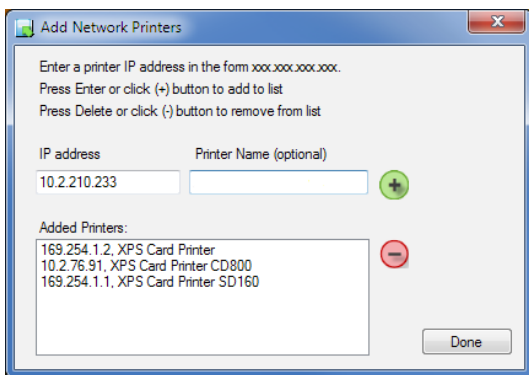 Add Network Printers
Enter a printer IP address in the form xxx.xxx.xxx.xxx.
Press Enter or click (+) button to add to list
Press Delete or click (-) button to remove from list
IP address Printer Name (optional)
10.2.210.233
Added Printers:
169.254.1.2, XPS Card Printer
10.2.76.91, XPS Card Printer CD800
169.254.1.1, XPS Card Printer SD160
Done